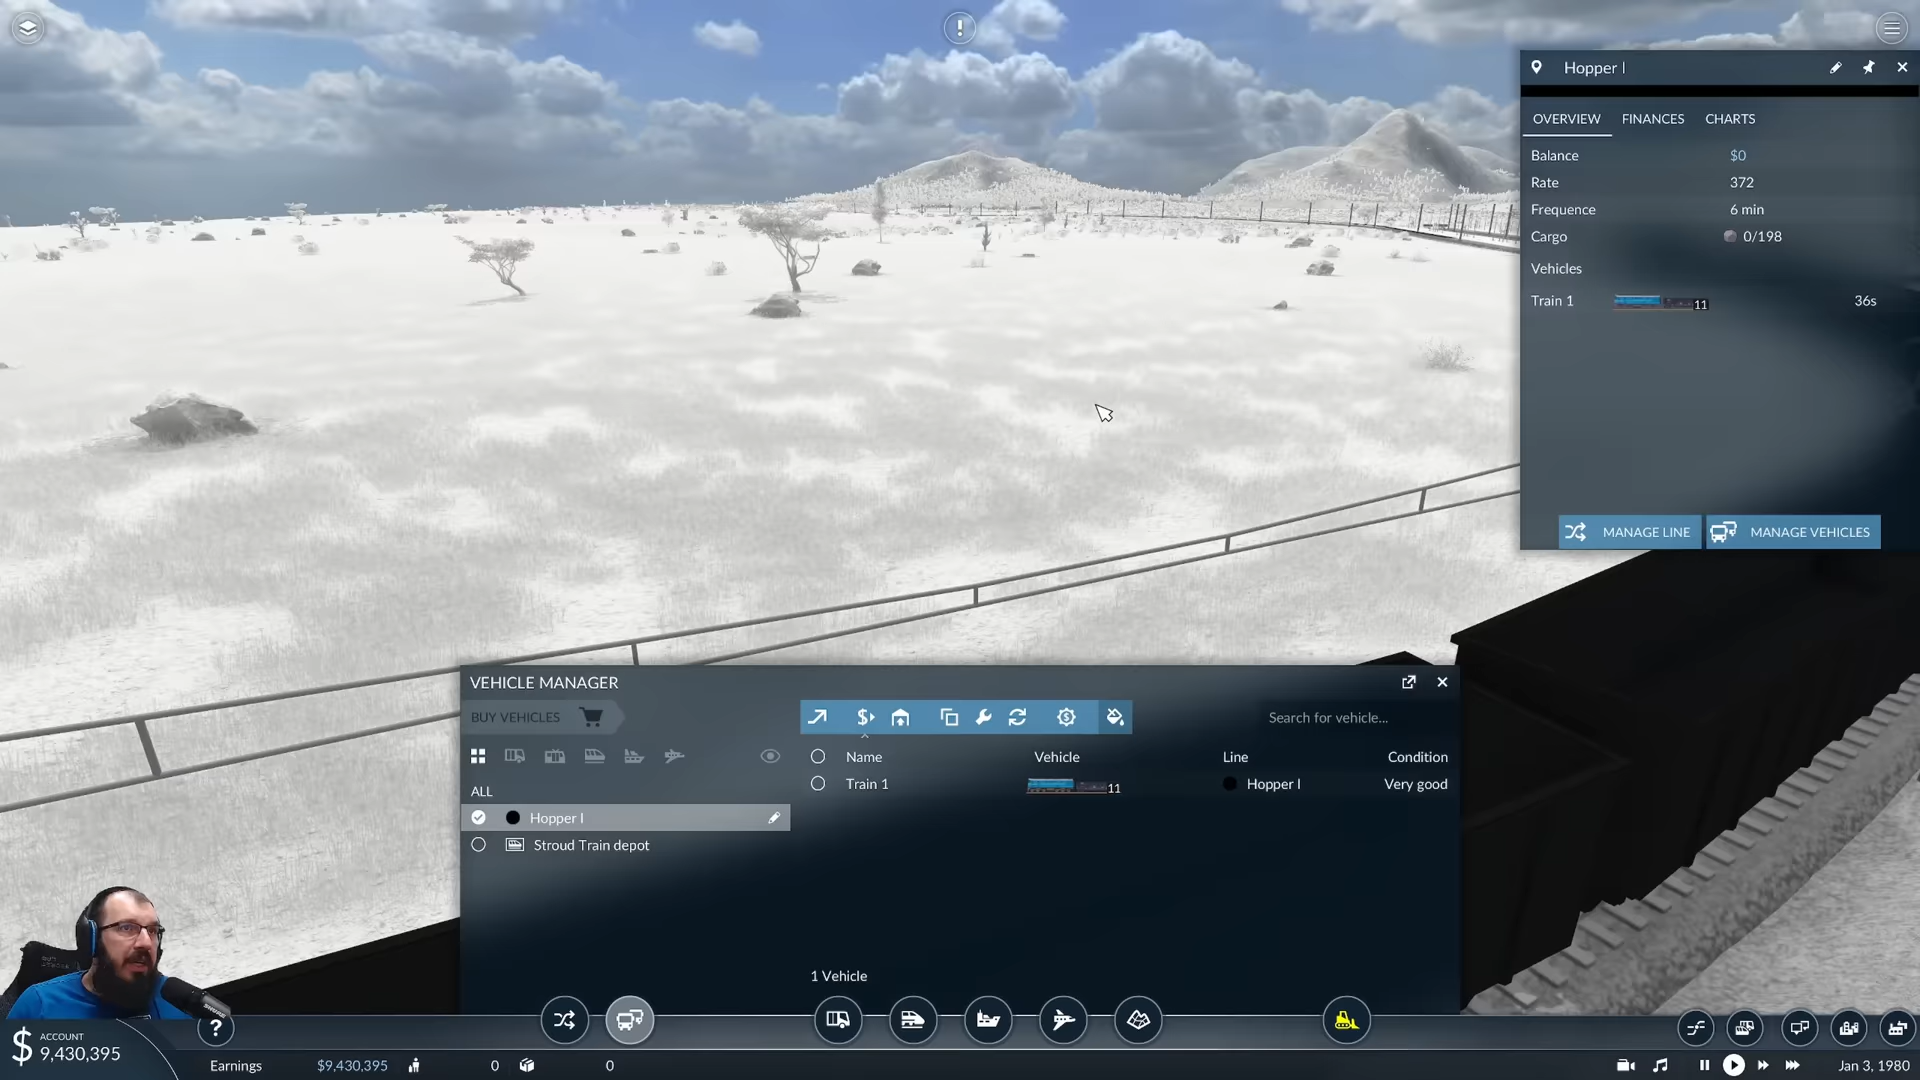 Hopper I
OVERVIEW FINANCES CHARTS
Balance $0
Rate 372
Frequence 6 min
Cargo 0/198
Vehicles
Train 1 11 36s
MANAGE LINE MANAGE VEHICLES
VEHICLE MANAGER
BUY VEHICLES
Search for vehicle...
Name Vehicle Line Condition
Train 1 11 Hopper I Very good
ALL
Hopper I
Stroud Train depot
1 Vehicle
?
$ ACCOUNT
9,430,395
Earnings $9,430,395 0 0
Jan 3, 1980